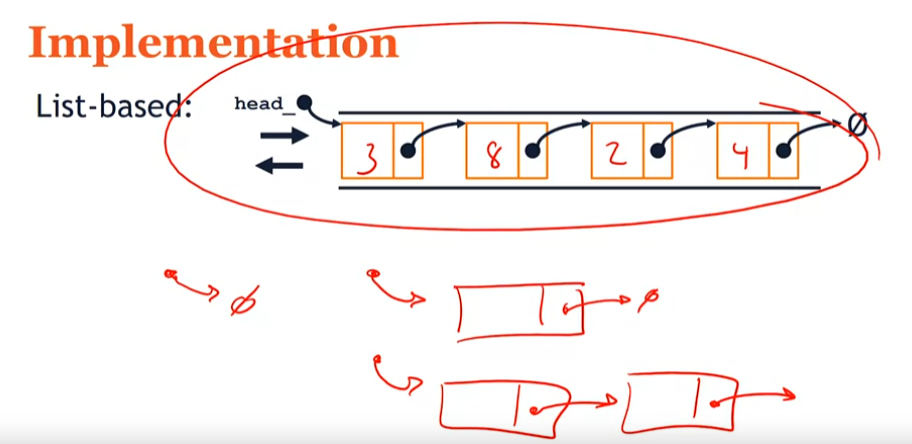 Implementation
List-based: head_
3 8 2 4 Ø
Ø Ø